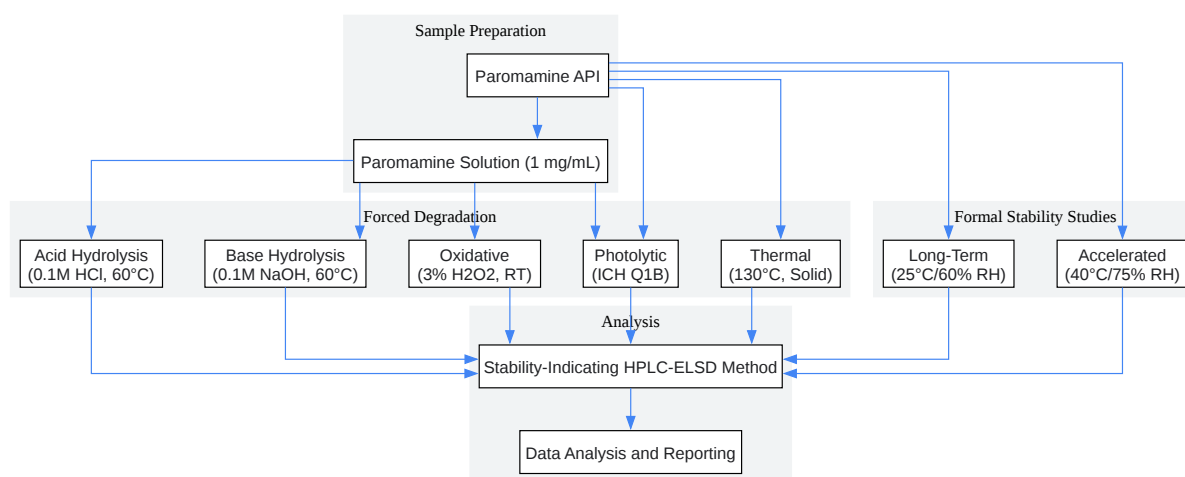 Sample Preparation
Paromamine API
Paromamine Solution (1 mg/mL)
Forced Degradation
Formal Stability Studies
Acid Hydrolysis
(0.1M HCl, 60°C)
Base Hydrolysis
(0.1M NaOH, 60°C)
Oxidative
(3% H2O2, RT)
Photolytic
(ICH Q1B)
Thermal
(130°C, Solid)
Long-Term
(25°C/60% RH)
Accelerated
(40°C/75% RH)
Analysis
Stability-Indicating HPLC-ELSD Method
Data Analysis and Reporting